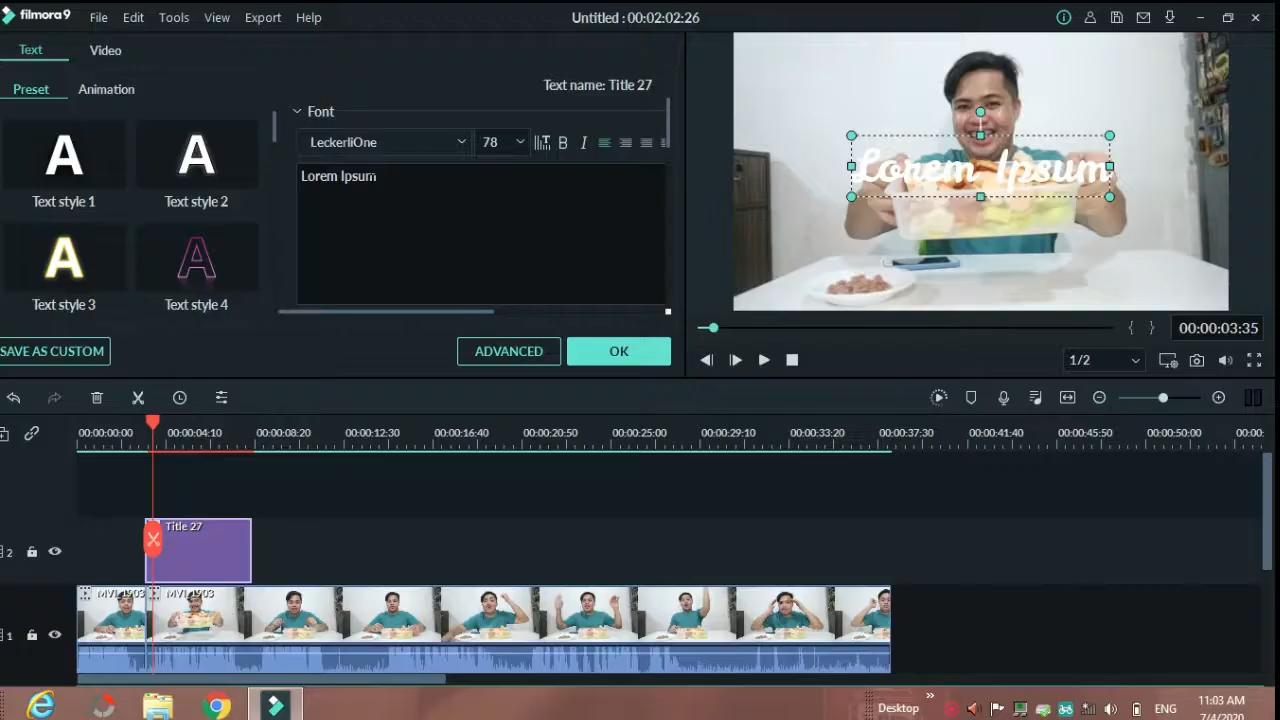 filmora9 File Edit Tools View Export Help Untitled : 00:02:02:26
Text Video
Preset Animation Text name: Title 27
Font
LeckerliOne 78 B I
Lorem Ipsum
A A
Text style 1 Text style 2
A A
Text style 3 Text style 4
SAVE AS CUSTOM ADVANCED OK
Lorem Ipsum
{ } 00:00:03:35
1/2
00:00:00:00 00:00:04:10 00:00:08:20 00:00:12:30 00:00:16:40 00:00:20:50 00:00:25:00 00:00:29:10 00:00:33:20 00:00:37:30 00:00:41:40 00:00:45:50 00:00:50:00 00:00:
2 Title 27
MVI_1903 MVI_1903
1
Desktop » ENG 11:03 AM
7/4/2020